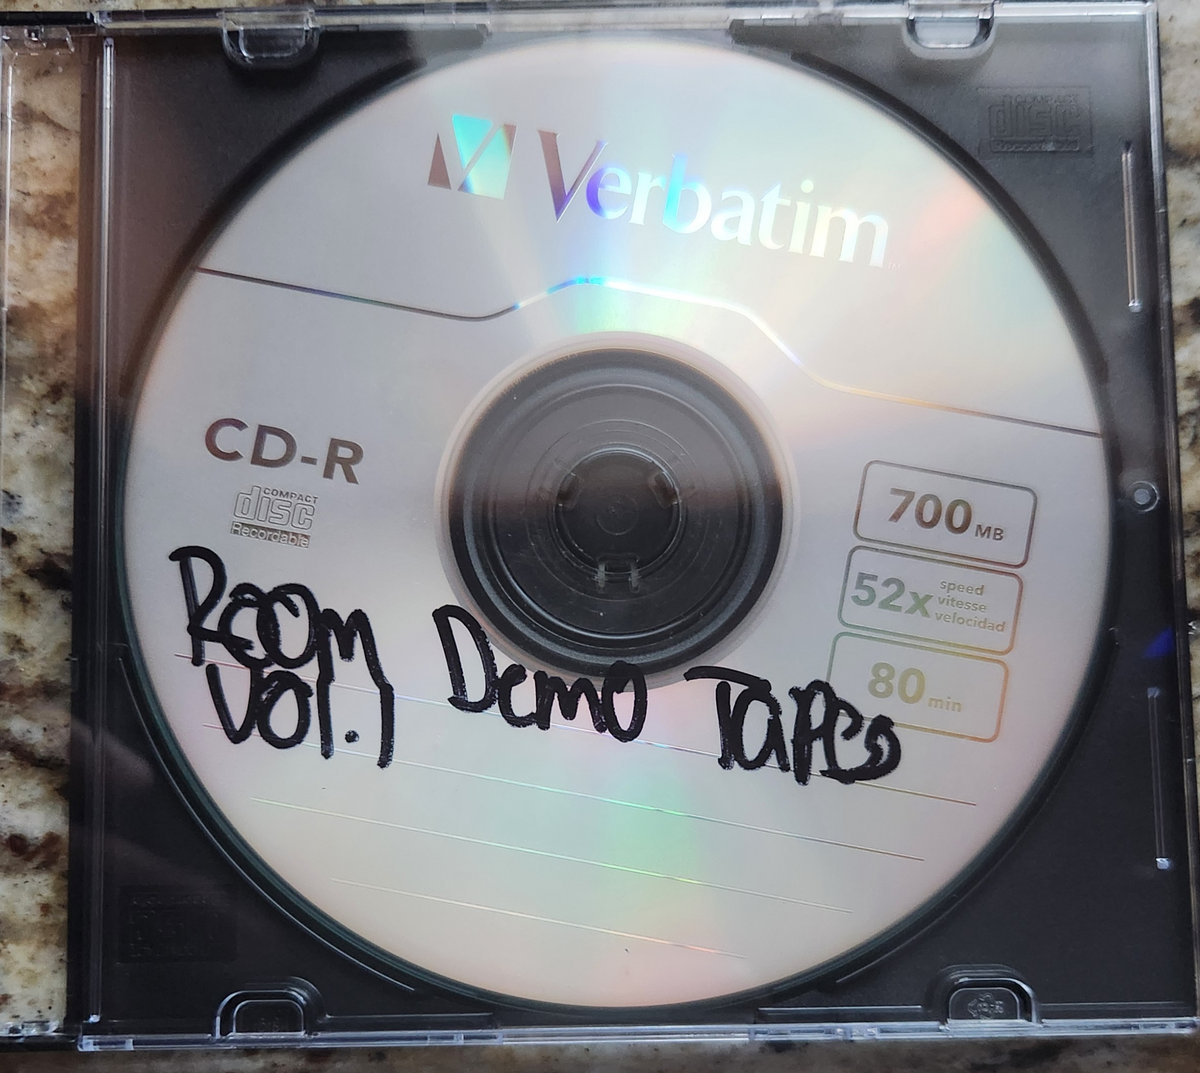 Verbatim
CD-R
COMPACT
disc
Recordable
700 MB
52x speed
vitesse
velocidad
80 min
Room Demo Tapes
Vol. 1